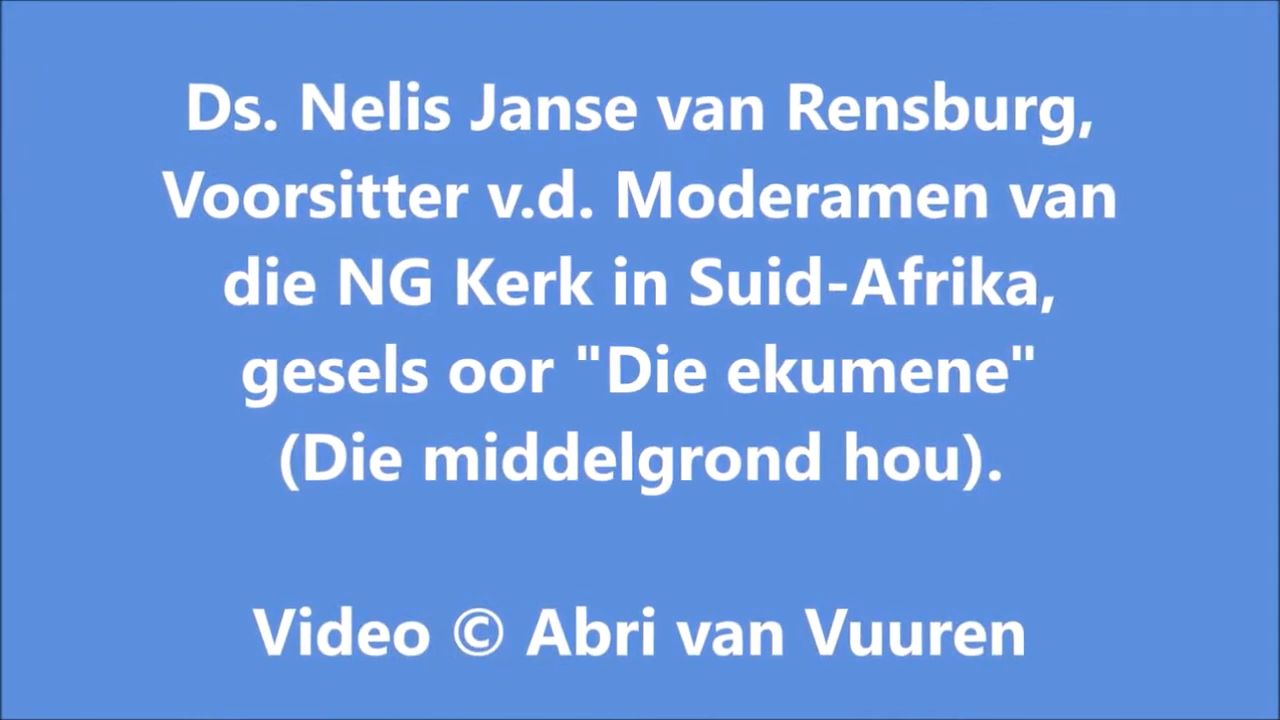 Ds. Nelis Janse van Rensburg,
Voorsitter v.d. Moderamen van
die NG Kerk in Suid-Afrika,
gesels oor "Die ekumene"
(Die middelgrond hou).
Video © Abri van Vuuren